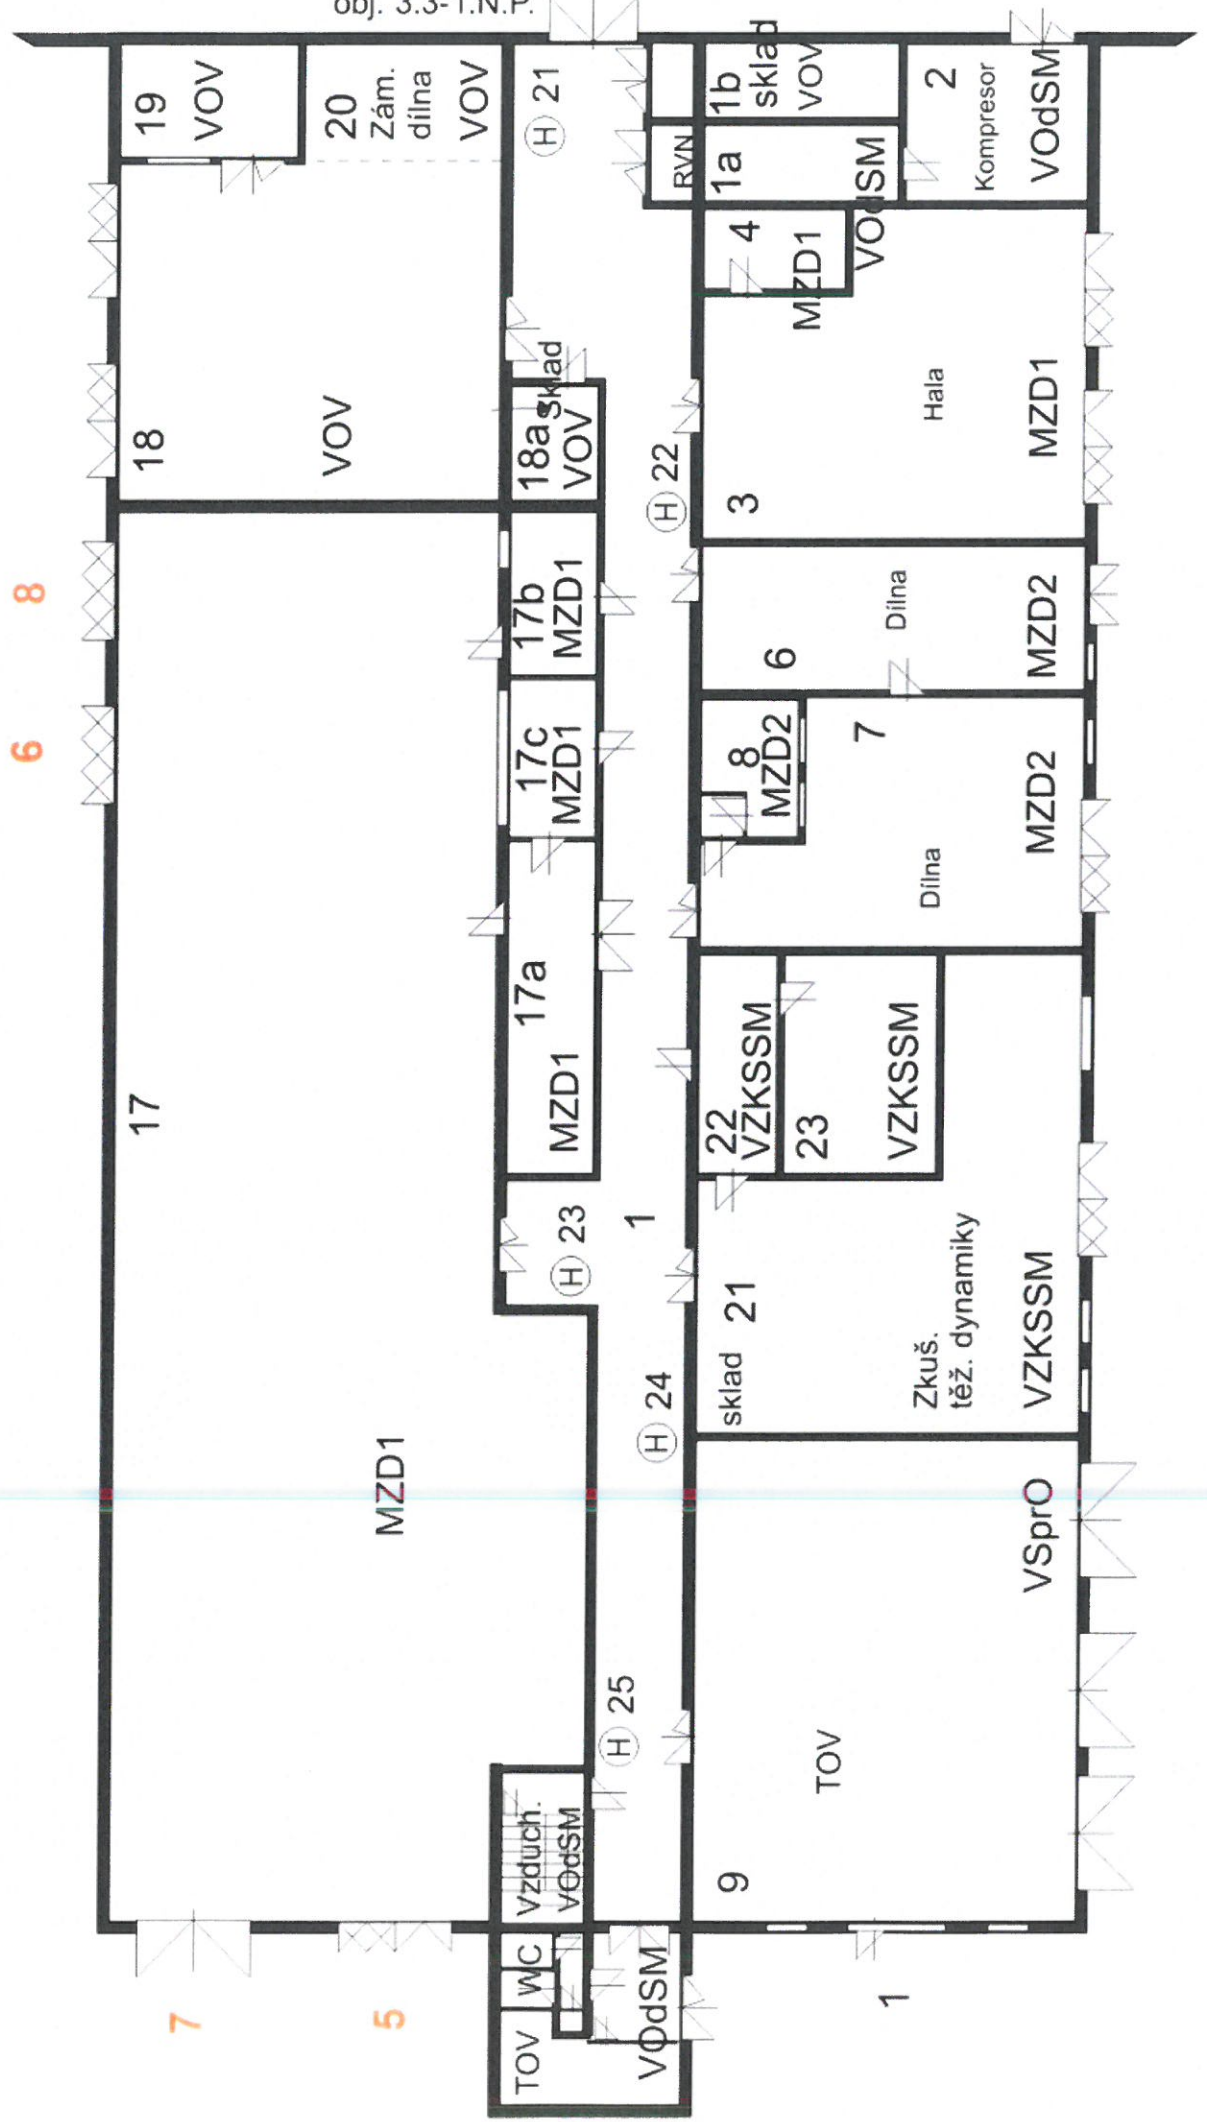 obj. 3.3-1.N.P.
19
VOV
20
Zám.
dílna
VOV
H 21
RVN
1b
sklad
VOV
1a
VOdSM
2
Kompresor
VOdSM
18
VOV
18a
sklad
VOV
4
MZD1
3
Hala
MZD1
H 22
8
6
17
MZD1
17b
MZD1
17c
MZD1
17a
MZD1
6
Dílna
MZD2
8
MZD2
7
Dílna
MZD2
22
VZKSSM
23
VZKSSM
H 23
1
21
sklad
Zkuš.
těž. dynamiky
VZKSSM
H 24
H 25
9
TOV
VSprO
Vzduch.
VOdSM
WC
TOV
VOdSM
7
5
1